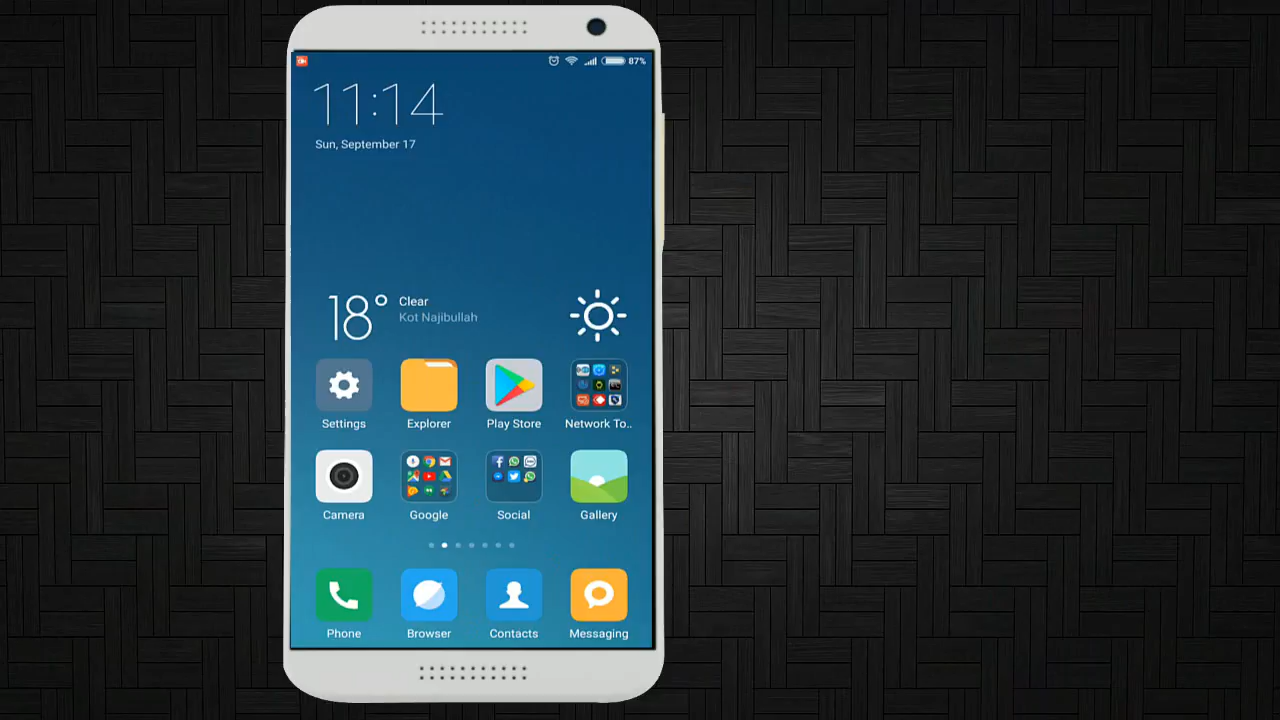 87%
11:14
Sun, September 17
18°
Clear
Kot Najibullah
Settings
Explorer
Play Store
Network To..
Camera
Google
Social
Gallery
Phone
Browser
Contacts
Messaging